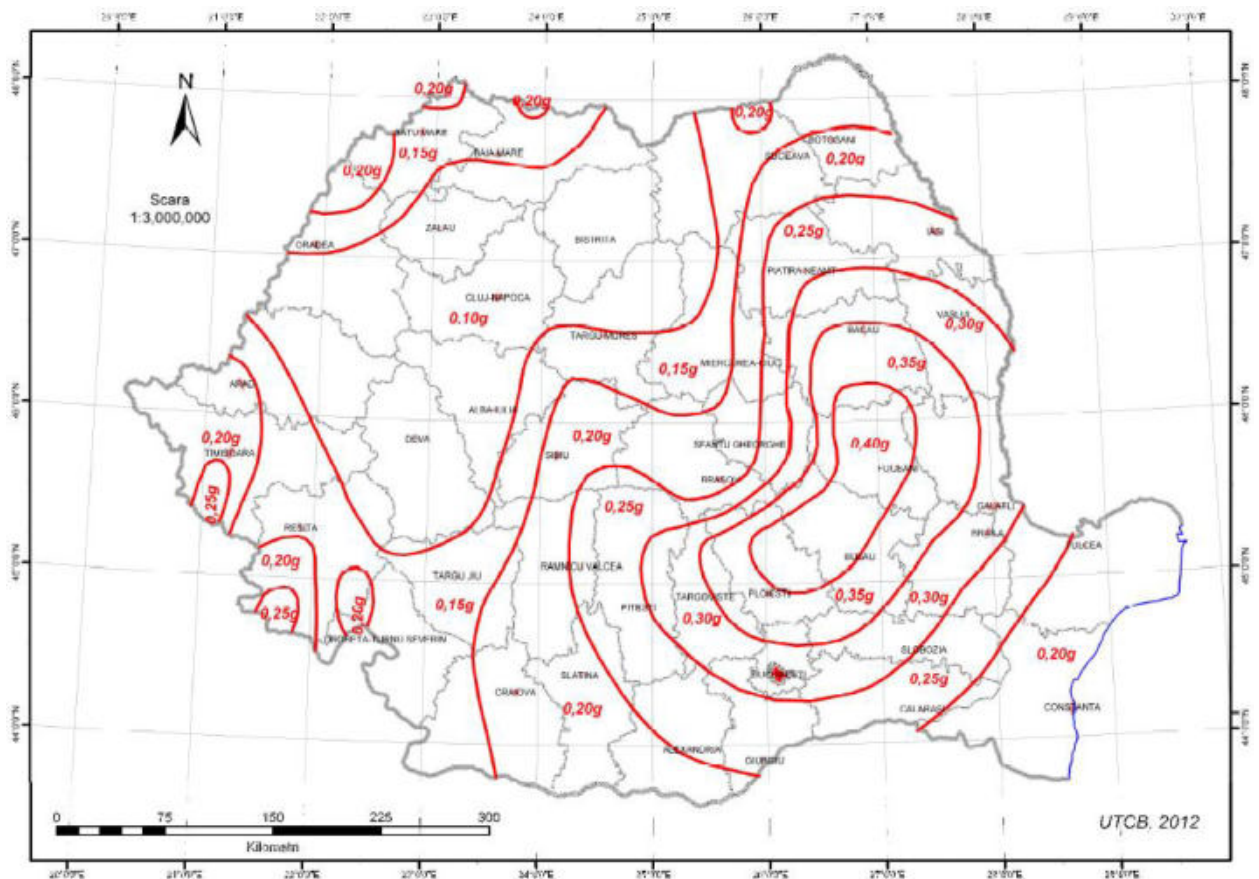 N
Scara
1:3,000,000
0,20g
0,20g
0,20g
SATU MARE
0,15g
BAIA MARE
0,20g
SUCEAVA
BOTOSANI
0,20g
ORADEA
ZALAU
BISTRITA
0,25g
IASI
PIATRA NEAMT
CLUJ-NAPOCA
0.10g
TARGU-MURES
BACAU
VASLUI
0,30g
0,15g
MIERCUREA-CIUC
0,35g
ARAD
ALBA-IULIA
0,20g
TIMISOARA
DEVA
0,20g
SIBIU
SFANTU GHEORGHE
0,40g
FOCSANI
BRASOV
0,25g
0,25g
GALATI
BRAILA
RESITA
0,20g
TULCEA
BUZAU
TARGU JIU
0,15g
RAMNICU VALCEA
PITESTI
TARGOVISTE
PLOIESTI
0,35g
0,30g
0,25g
0,20g
0,30g
DROBETA-TURNU SEVERIN
SLOBOZIA
0,20g
BUCURESTI
0,25g
CRAIOVA
SLATINA
0,20g
CALARASI
CONSTANTA
ALEXANDRIA
GIURGIU
0 75 150 225 300
Kilometri
UTCB, 2012